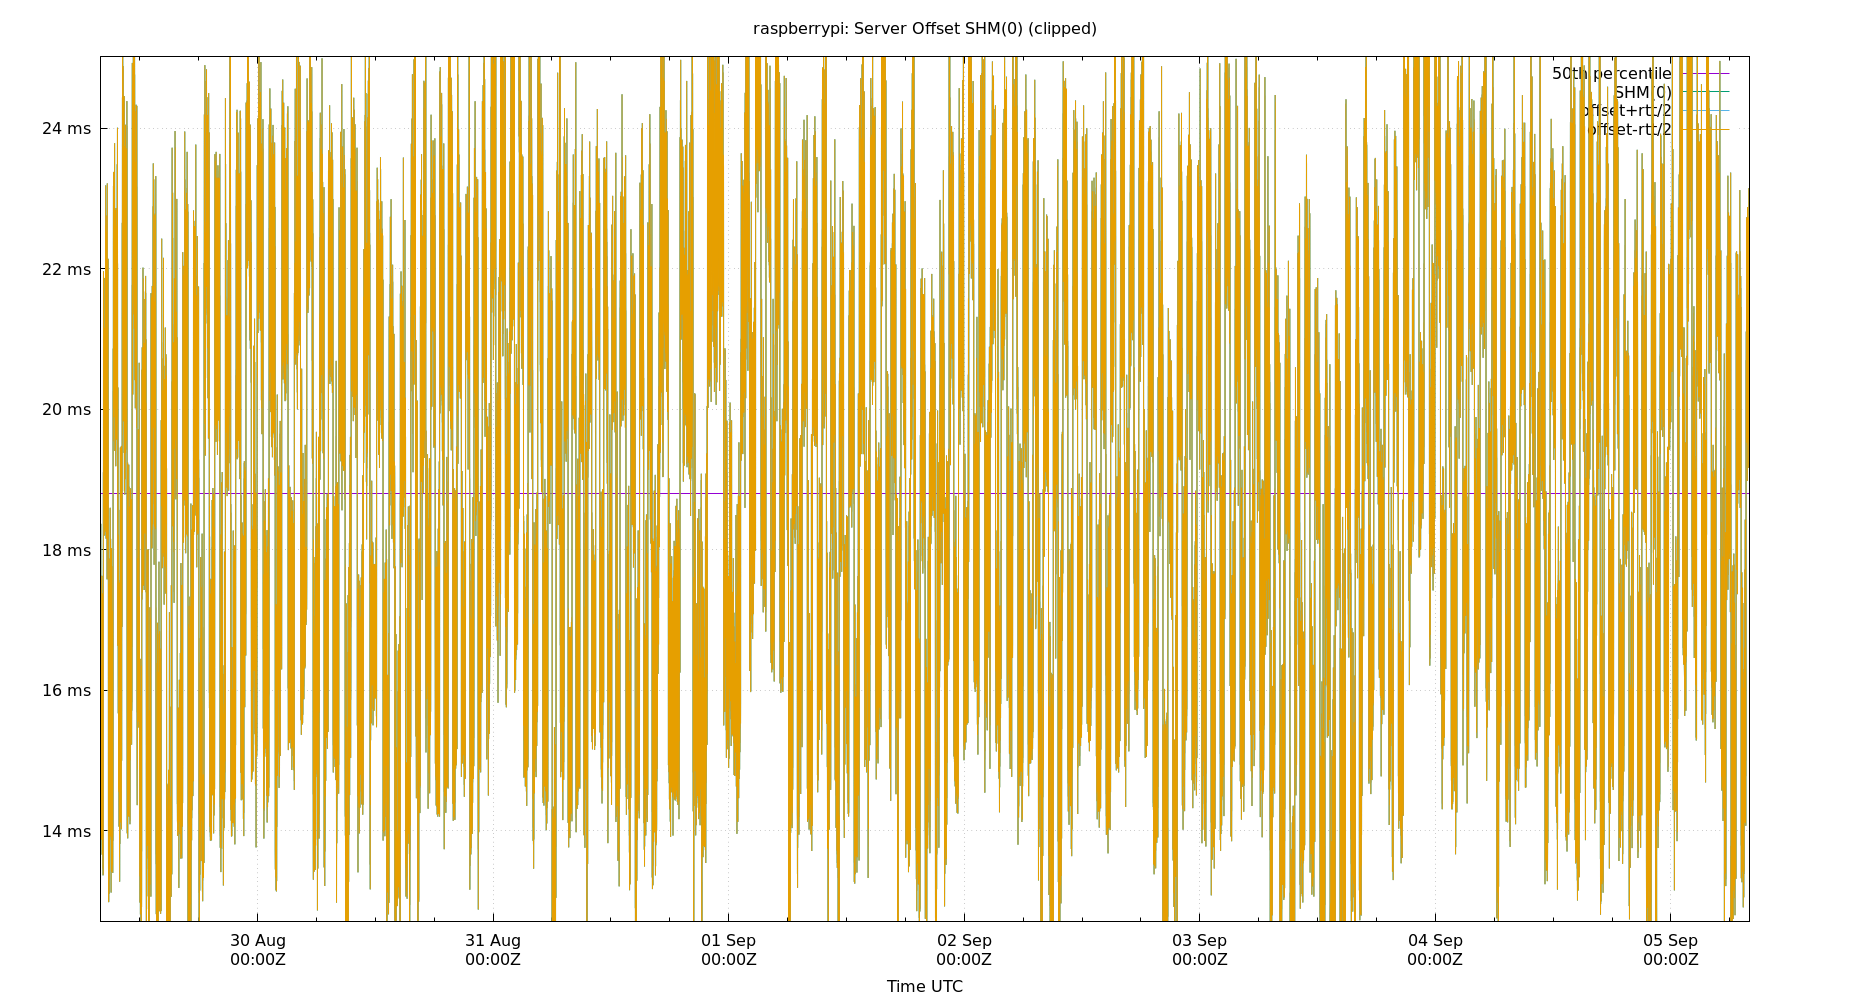 raspberrypi: Server Offset SHM(0) (clipped)
50th percentile
SHM(0)
offset+rtt/2
offset-rtt/2
24 ms
22 ms
20 ms
18 ms
16 ms
14 ms
30 Aug
00:00Z
31 Aug
00:00Z
01 Sep
00:00Z
02 Sep
00:00Z
03 Sep
00:00Z
04 Sep
00:00Z
05 Sep
00:00Z
Time UTC